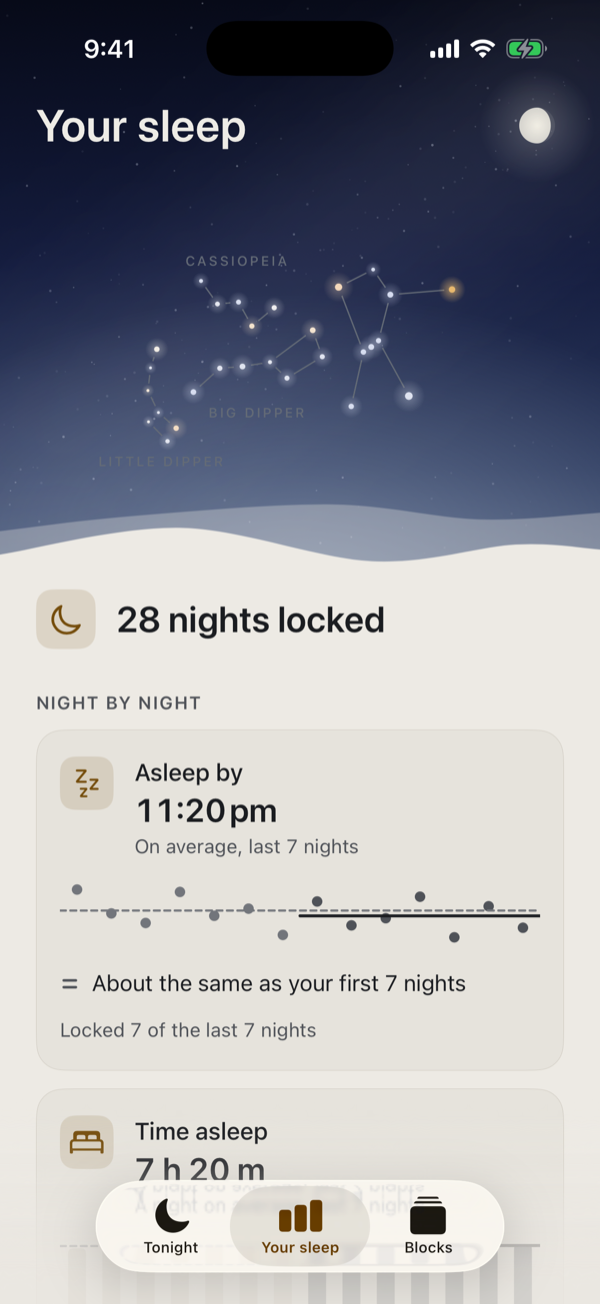 9:41
Your sleep
CASSIOPEIA
BIG DIPPER
LITTLE DIPPER
28 nights locked
NIGHT BY NIGHT
Asleep by
11:20 pm
On average, last 7 nights
= About the same as your first 7 nights
Locked 7 of the last 7 nights
Time asleep
7 h 20 m
Tonight
Your sleep
Blocks